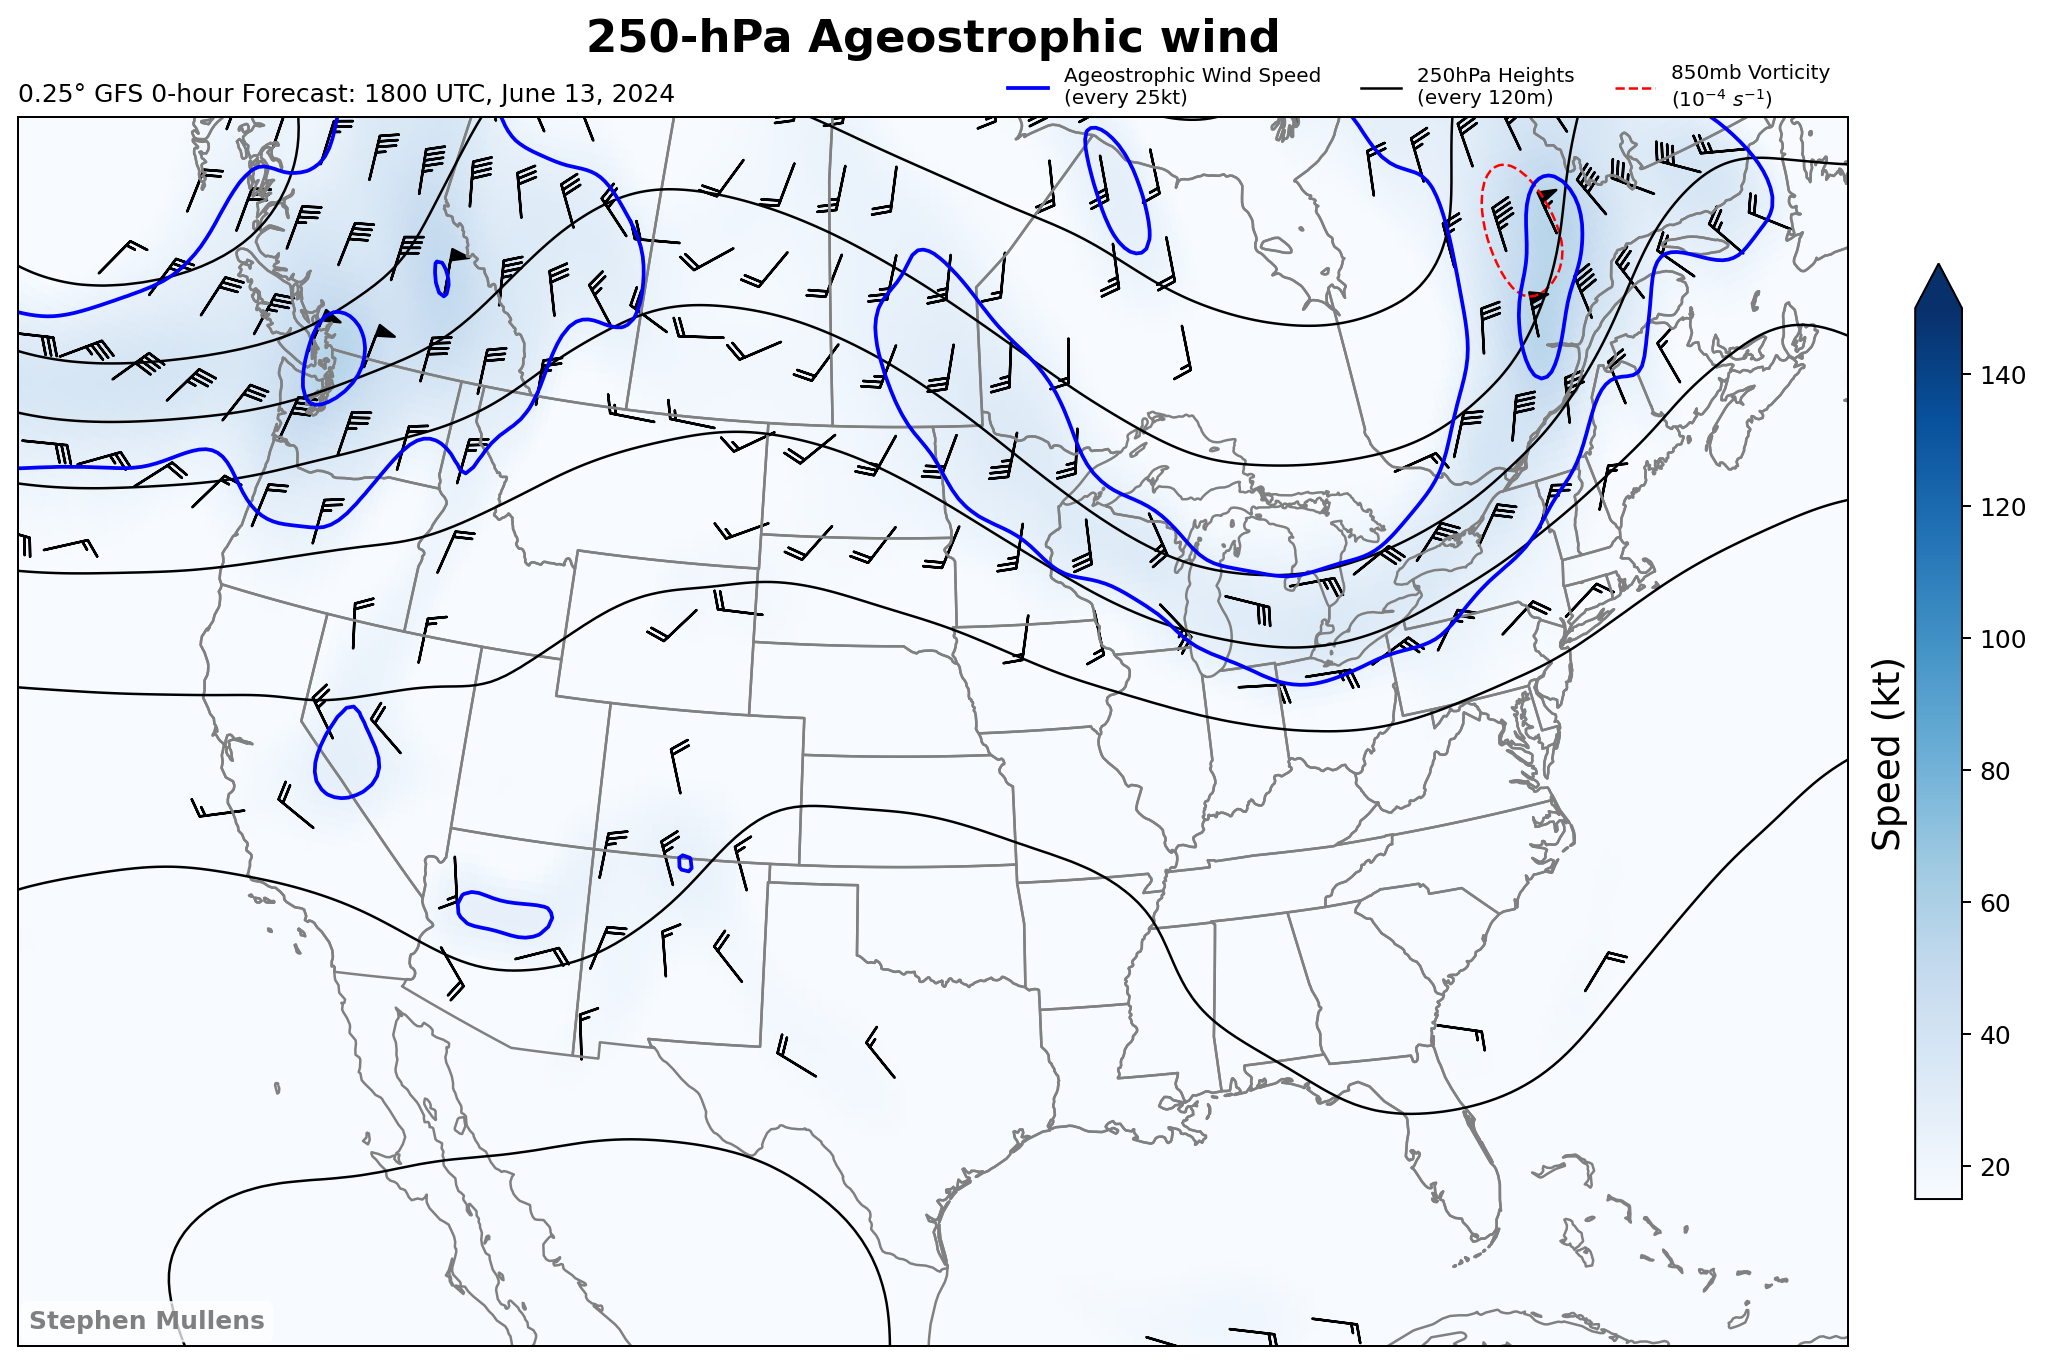 250-hPa Ageostrophic wind
0.25° GFS 0-hour Forecast: 1800 UTC, June 13, 2024
Ageostrophic Wind Speed
(every 25kt)
250hPa Heights
(every 120m)
850mb Vorticity
(10⁻⁴ s⁻¹)
140
120
100
80
60
40
20
Speed (kt)
Stephen Mullens